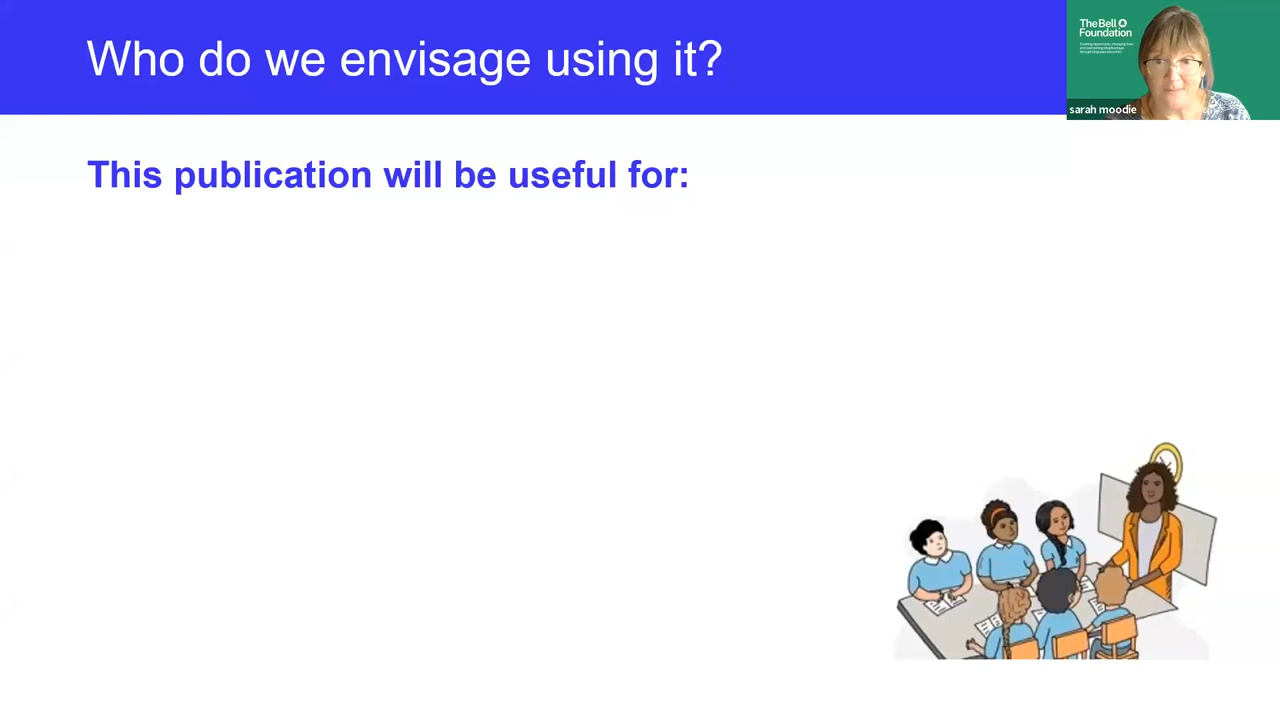 Who do we envisage using it?
The Bell
Foundation
sarah moodie
This publication will be useful for: